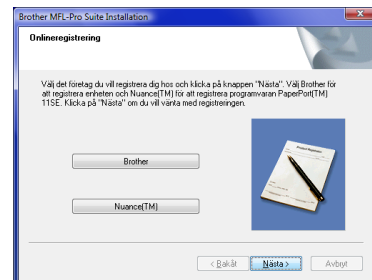 Brother MFL-Pro Suite Installation
Onlineregistrering
Välj det företag du vill registrera dig hos och klicka på knappen "Nästa". Välj Brother för
att registrera enheten och Nuance(TM) för att registrera programvaran PaperPort(TM)
11SE. Klicka på "Nästa" om du vill vänta med registreringen.
Brother
Nuance(TM)
< Bakåt Nästa > Avbryt